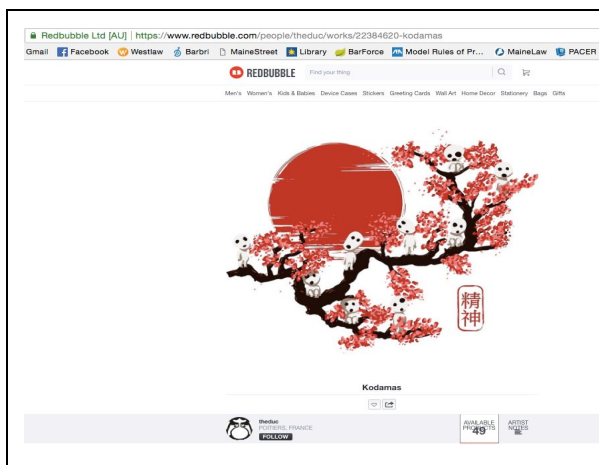 Redbubble Ltd [AU] | https://www.redbubble.com/people/theduc/works/22384620-kodamas
Gmail Facebook Westlaw Barbri MaineStreet Library BarForce Model Rules of Pr... MaineLaw PACER
REDBUBBLE Find your thing
Men's Women's Kids & Babies Device Cases Stickers Greeting Cards Wall Art Home Decor Stationery Bags Gifts
精神
Kodamas
theduc
POITIERS, FRANCE
FOLLOW
AVAILABLE PRODUCTS
49
ARTIST NOTES